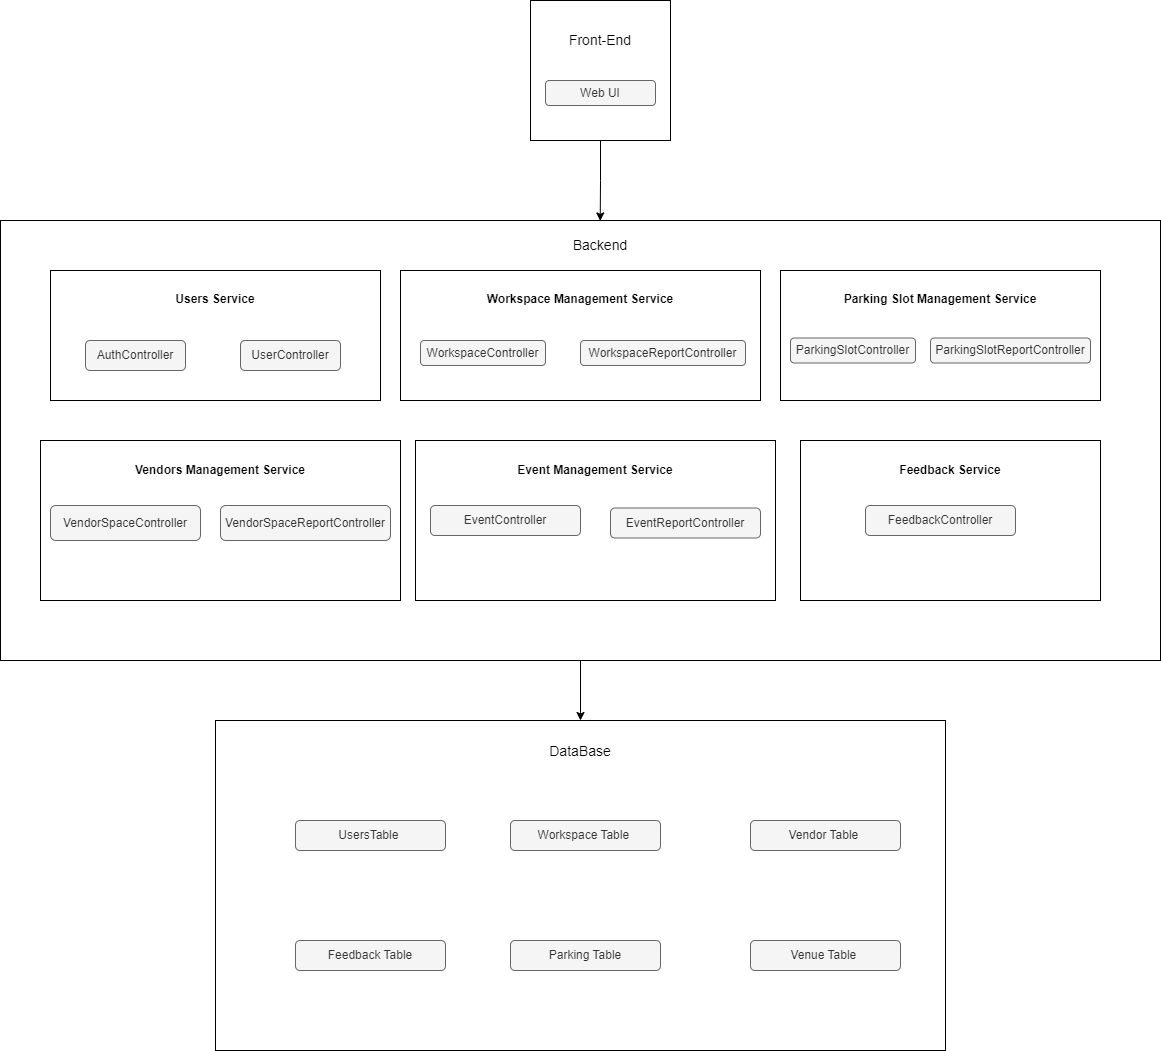 Front-End
Web UI
Backend
Users Service
AuthController
UserController
Workspace Management Service
WorkspaceController
WorkspaceReportController
Parking Slot Management Service
ParkingSlotController
ParkingSlotReportController
Vendors Management Service
VendorSpaceController
VendorSpaceReportController
Event Management Service
EventController
EventReportController
Feedback Service
FeedbackController
DataBase
UsersTable
Workspace Table
Vendor Table
Feedback Table
Parking Table
Venue Table